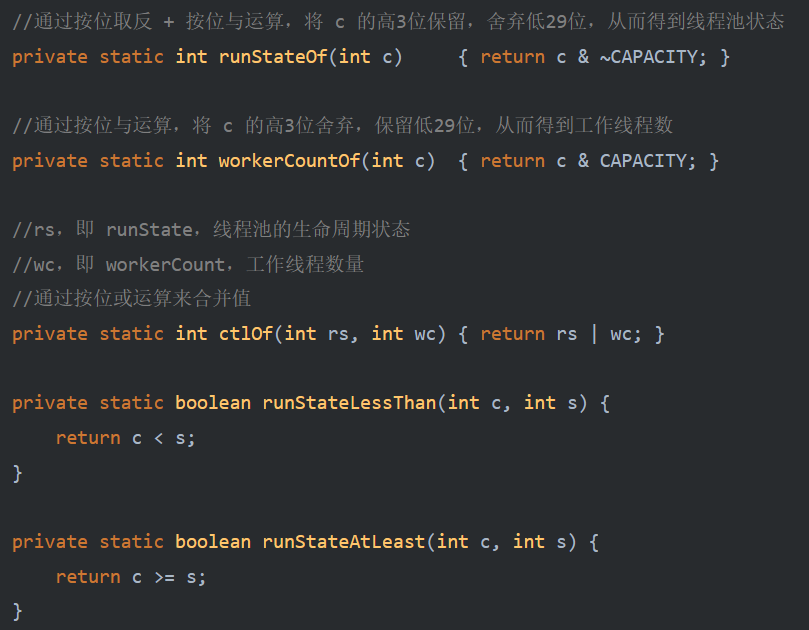 //通过按位取反 + 按位与运算，将 c 的高3位保留，舍弃低29位，从而得到线程池状态
private static int runStateOf(int c)     { return c & ~CAPACITY; }
//通过按位与运算，将 c 的高3位舍弃，保留低29位，从而得到工作线程数
private static int workerCountOf(int c)  { return c & CAPACITY; }
//rs，即 runState，线程池的生命周期状态
//wc，即 workerCount，工作线程数量
//通过按位或运算来合并值
private static int ctlOf(int rs, int wc) { return rs | wc; }
private static boolean runStateLessThan(int c, int s) {
    return c < s;
}
private static boolean runStateAtLeast(int c, int s) {
    return c >= s;
}